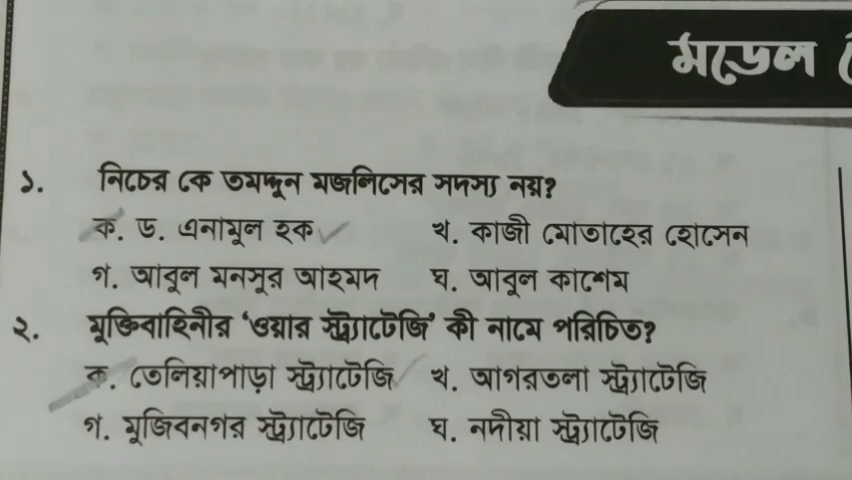 মডেল
১. নিচের কে তমদ্দুন মজলিসের সদস্য নয়?
ক. ড. এনামুল হক খ. কাজী মোতাহের হোসেন
গ. আবুল মনসুর আহমদ ঘ. আবুল কাশেম
২. মুক্তিবাহিনীর ‘ওয়ার স্ট্র্যাটেজি’ কী নামে পরিচিত?
ক. তেলিয়াপাড়া স্ট্র্যাটেজি খ. আগরতলা স্ট্র্যাটেজি
গ. মুজিবনগর স্ট্র্যাটেজি ঘ. নদীয়া স্ট্র্যাটেজি